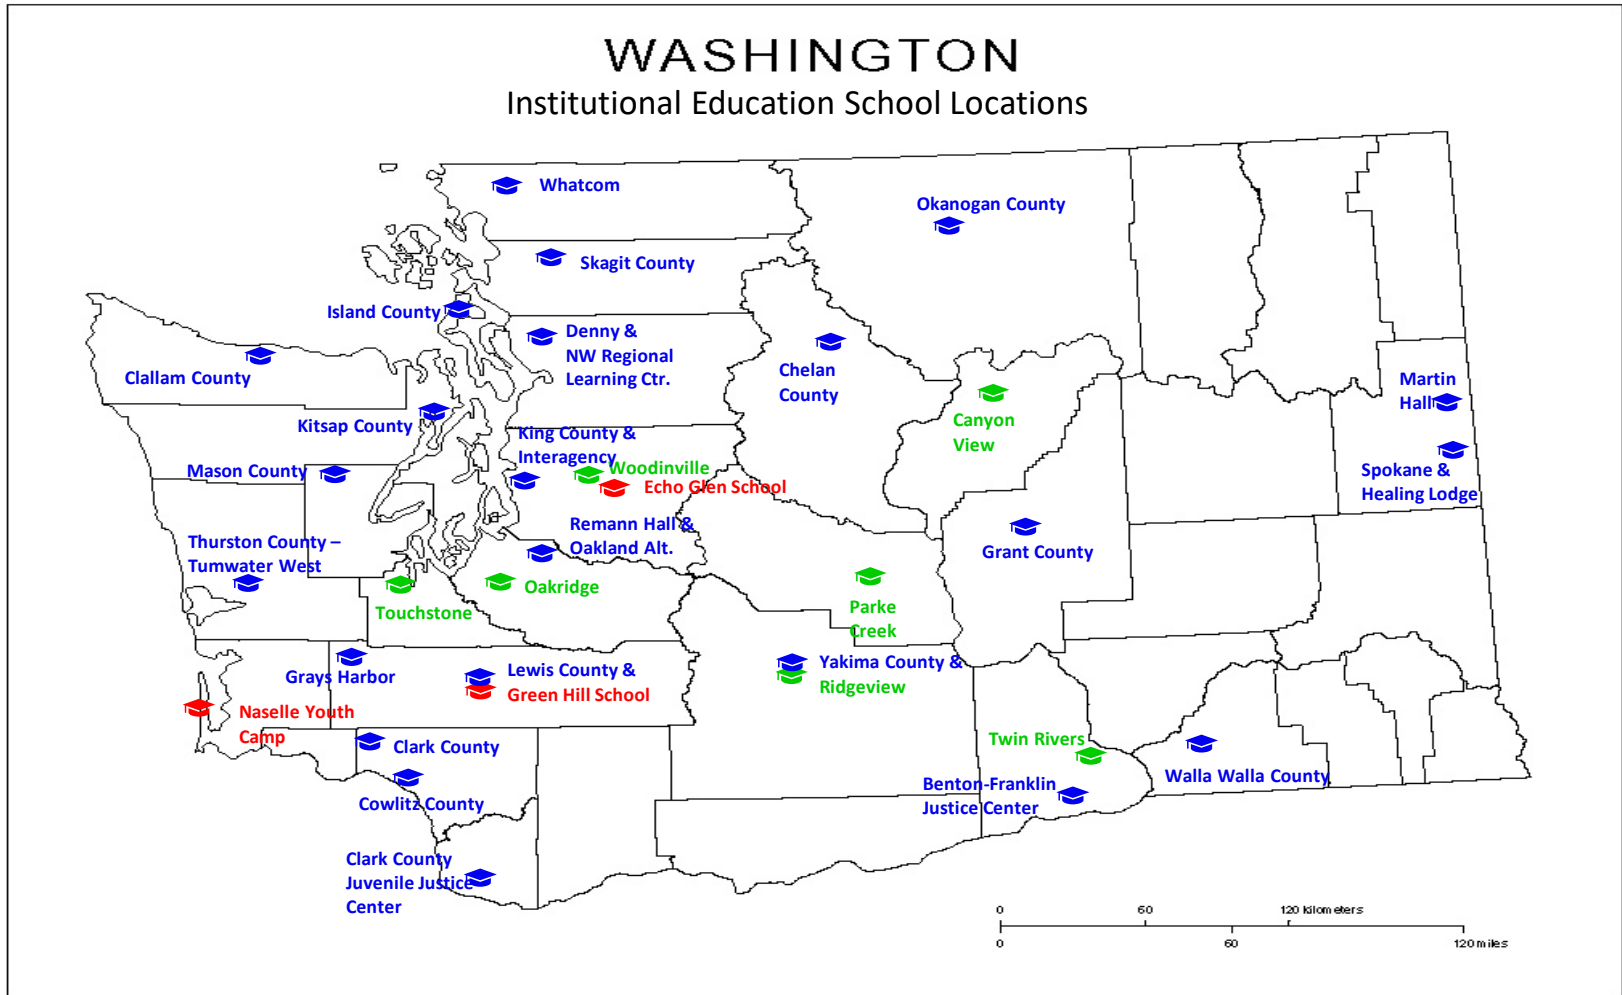 WASHINGTON
Institutional Education School Locations
Whatcom
Okanogan County
Skagit County
Island County
Denny &
NW Regional
Learning Ctr.
Clallam County
Chelan
County
Martin
Hall
Kitsap County
Canyon
View
King County &
Interagency
Woodinville
Echo Glen School
Mason County
Spokane &
Healing Lodge
Remann Hall &
Oakland Alt.
Grant County
Thurston County –
Tumwater West
Touchstone
Oakridge
Parke
Creek
Grays Harbor
Lewis County &
Green Hill School
Yakima County &
Ridgeview
Naselle Youth
Camp
Clark County
Twin Rivers
Walla Walla County
Cowlitz County
Benton-Franklin
Justice Center
Clark County
Juvenile Justice
Center
0 60 120 kilometers
0 60 120 miles